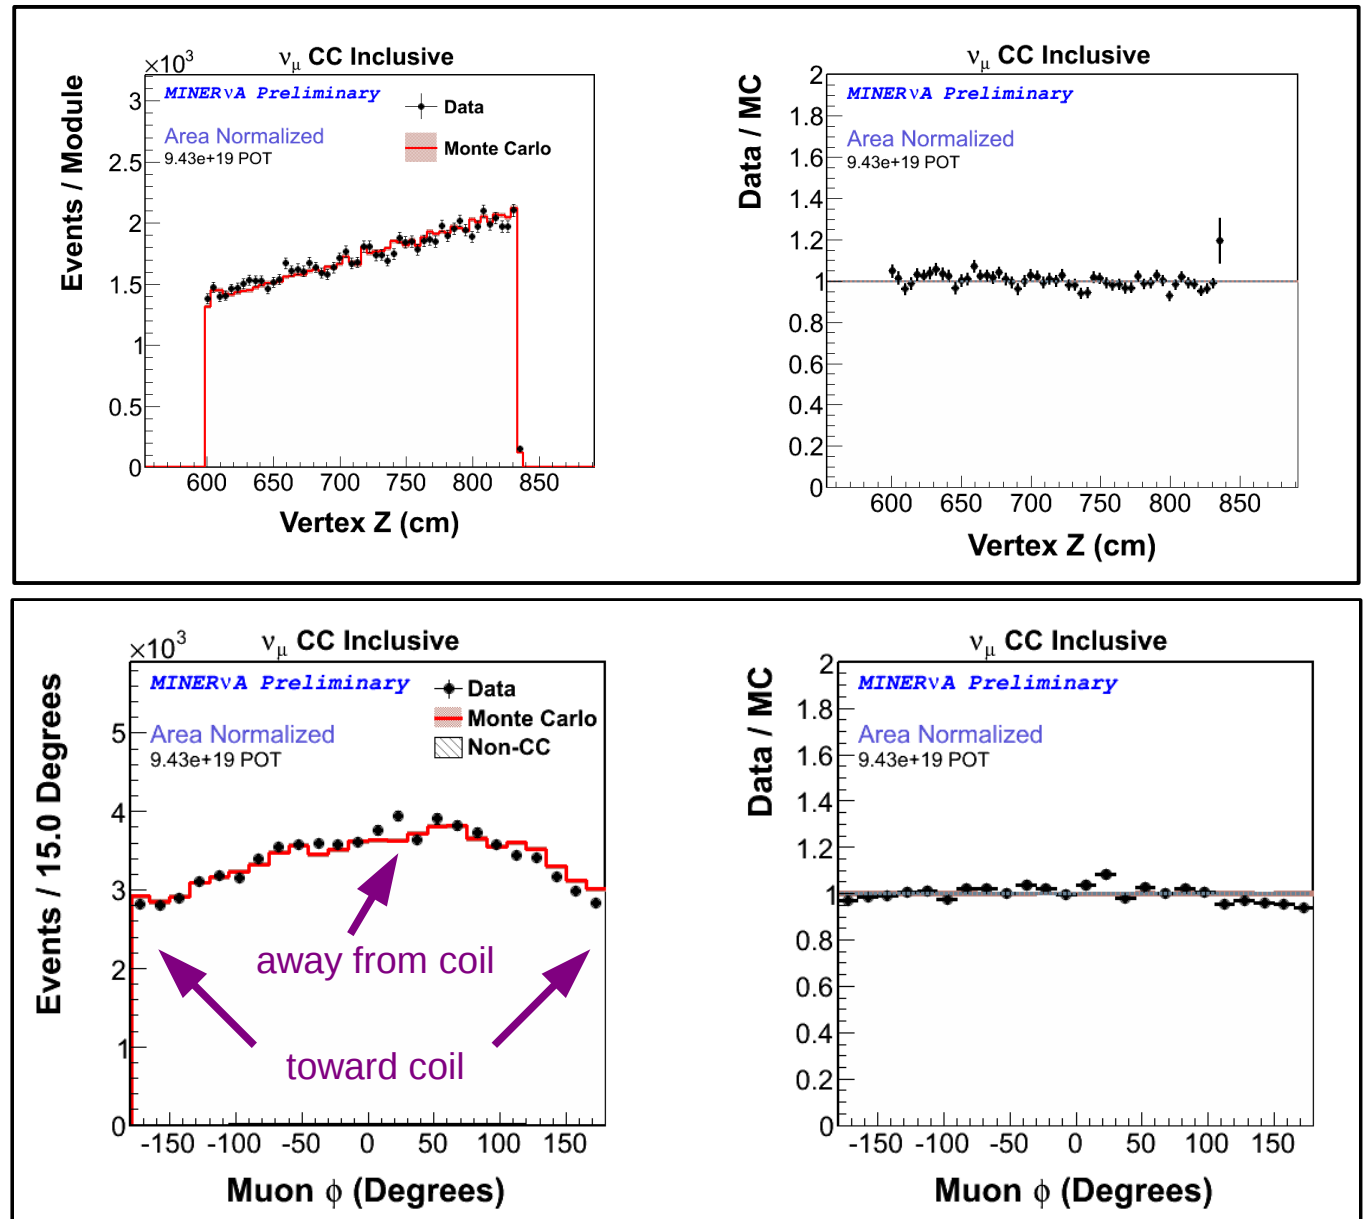 ν_μ CC Inclusive
×10³
MINERνA Preliminary
Area Normalized
9.43e+19 POT
Data
Monte Carlo
Events / Module
3
2.5
2
1.5
1
0.5
0
600 650 700 750 800 850
Vertex Z (cm)
ν_μ CC Inclusive
MINERνA Preliminary
Area Normalized
9.43e+19 POT
Data / MC
2
1.8
1.6
1.4
1.2
1
0.8
0.6
0.4
0.2
0
600 650 700 750 800 850
Vertex Z (cm)
ν_μ CC Inclusive
×10³
MINERνA Preliminary
Area Normalized
9.43e+19 POT
Data
Monte Carlo
Non-CC
Events / 15.0 Degrees
5
4
3
2
1
0
away from coil
toward coil
-150 -100 -50 0 50 100 150
Muon ϕ (Degrees)
ν_μ CC Inclusive
MINERνA Preliminary
Area Normalized
9.43e+19 POT
Data / MC
2
1.8
1.6
1.4
1.2
1
0.8
0.6
0.4
0.2
0
-150 -100 -50 0 50 100 150
Muon ϕ (Degrees)